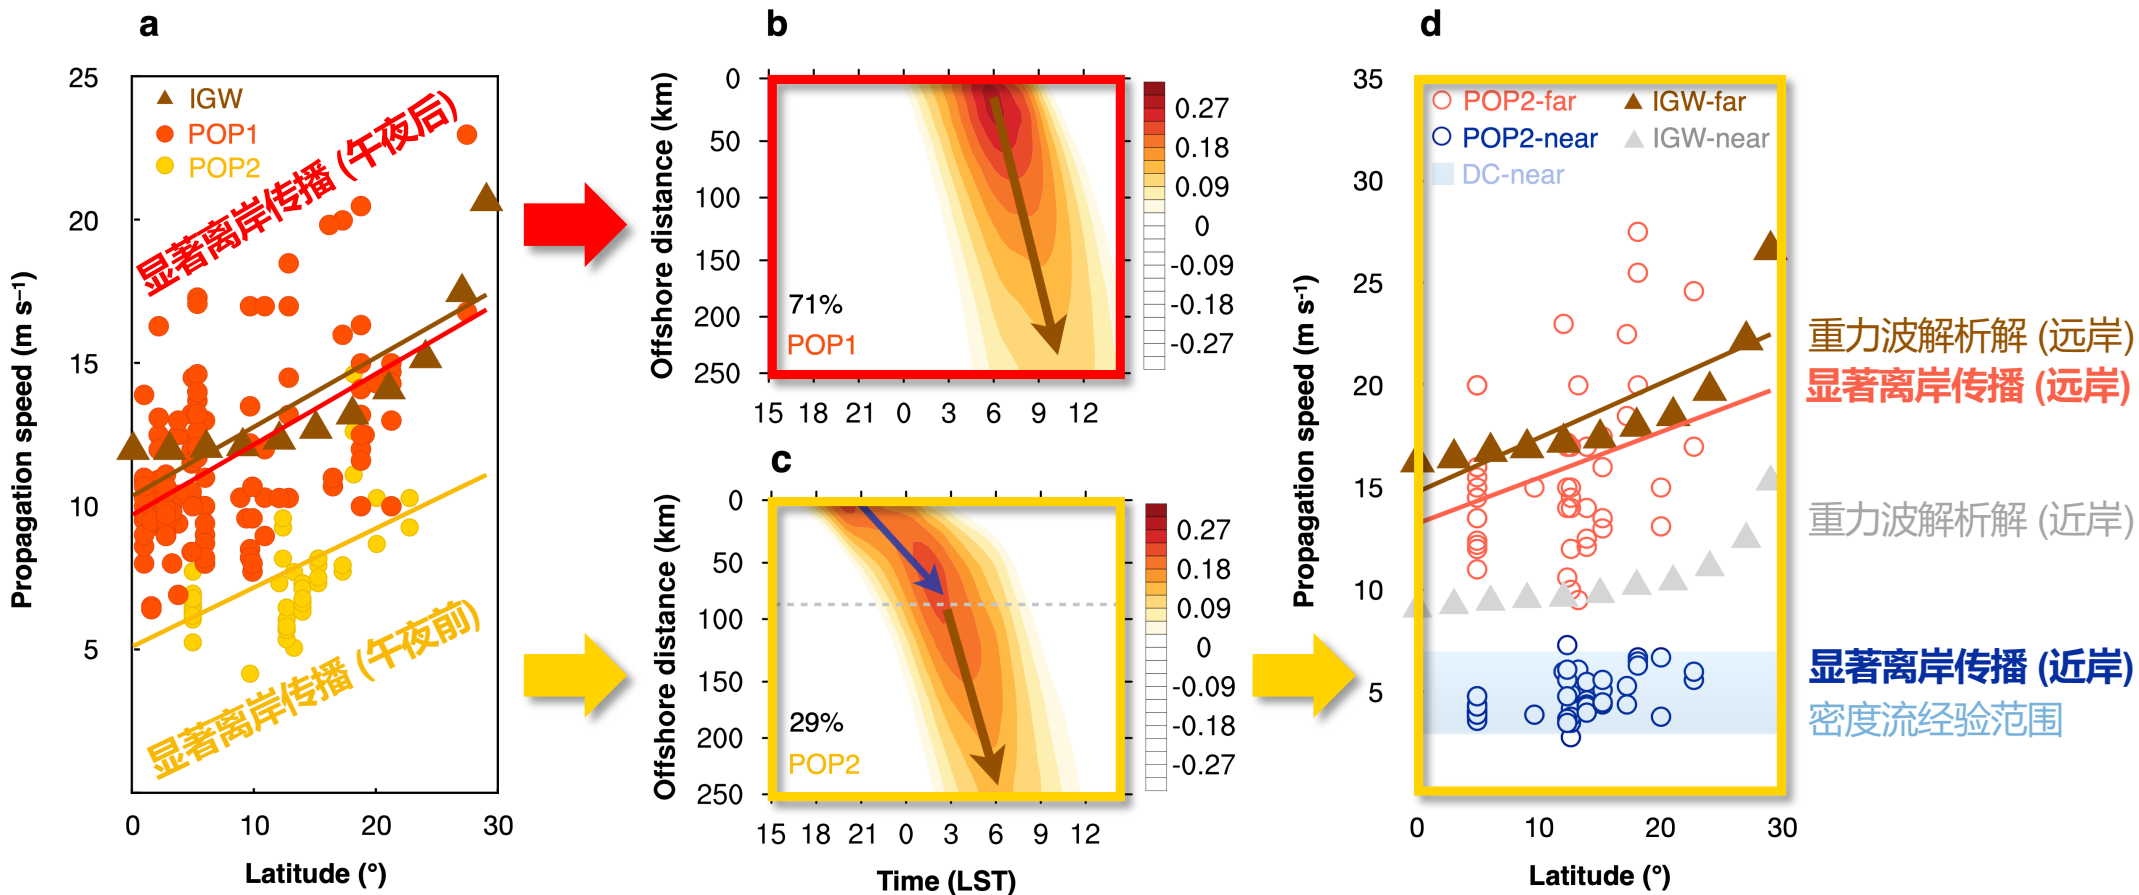 a
25
20
15
10
5
0
10
20
30
Propagation speed (m s⁻¹)
Latitude (°)
IGW
POP1
POP2
显著离岸传播 (午夜后)
显著离岸传播 (午夜前)
b
0
50
100
150
200
250
Offshore distance (km)
71%
POP1
15
18
21
0
3
6
9
12
0.27
0.18
0.09
0
-0.09
-0.18
-0.27
c
0
50
100
150
200
250
Offshore distance (km)
29%
POP2
15
18
21
0
3
6
9
12
Time (LST)
0.27
0.18
0.09
0
-0.09
-0.18
-0.27
d
35
30
25
20
15
10
5
0
10
20
30
Propagation speed (m s⁻¹)
Latitude (°)
POP2-far
IGW-far
POP2-near
IGW-near
DC-near
重力波解析解 (远岸)
显著离岸传播 (远岸)
重力波解析解 (近岸)
显著离岸传播 (近岸)
密度流经验范围